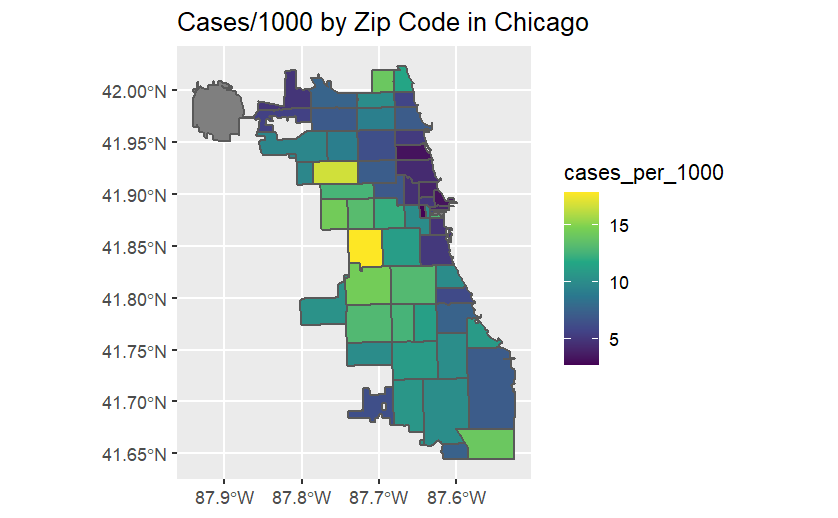 Cases/1000 by Zip Code in Chicago
42.00°N
41.95°N
41.90°N
41.85°N
41.80°N
41.75°N
41.70°N
41.65°N
87.9°W 87.8°W 87.7°W 87.6°W
cases_per_1000
15
10
5